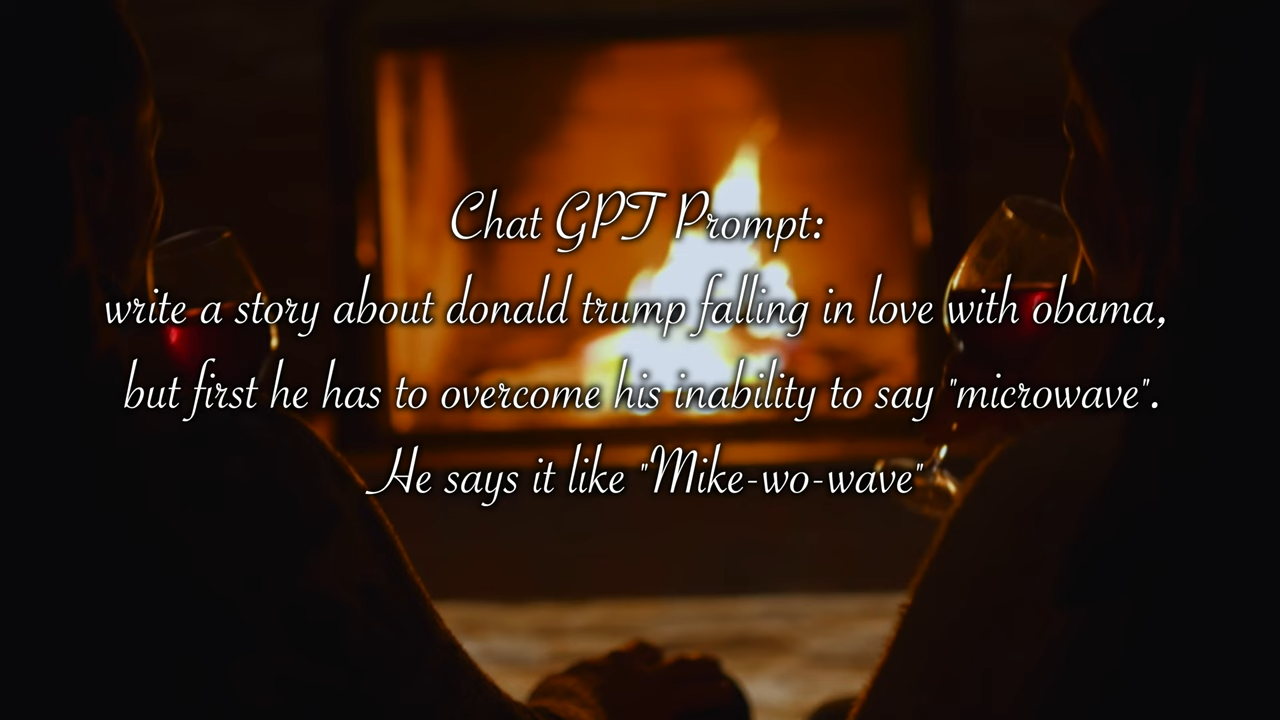 Chat GPT Prompt:
write a story about donald trump falling in love with obama,
but first he has to overcome his inability to say "microwave".
He says it like "Mike-wo-wave"